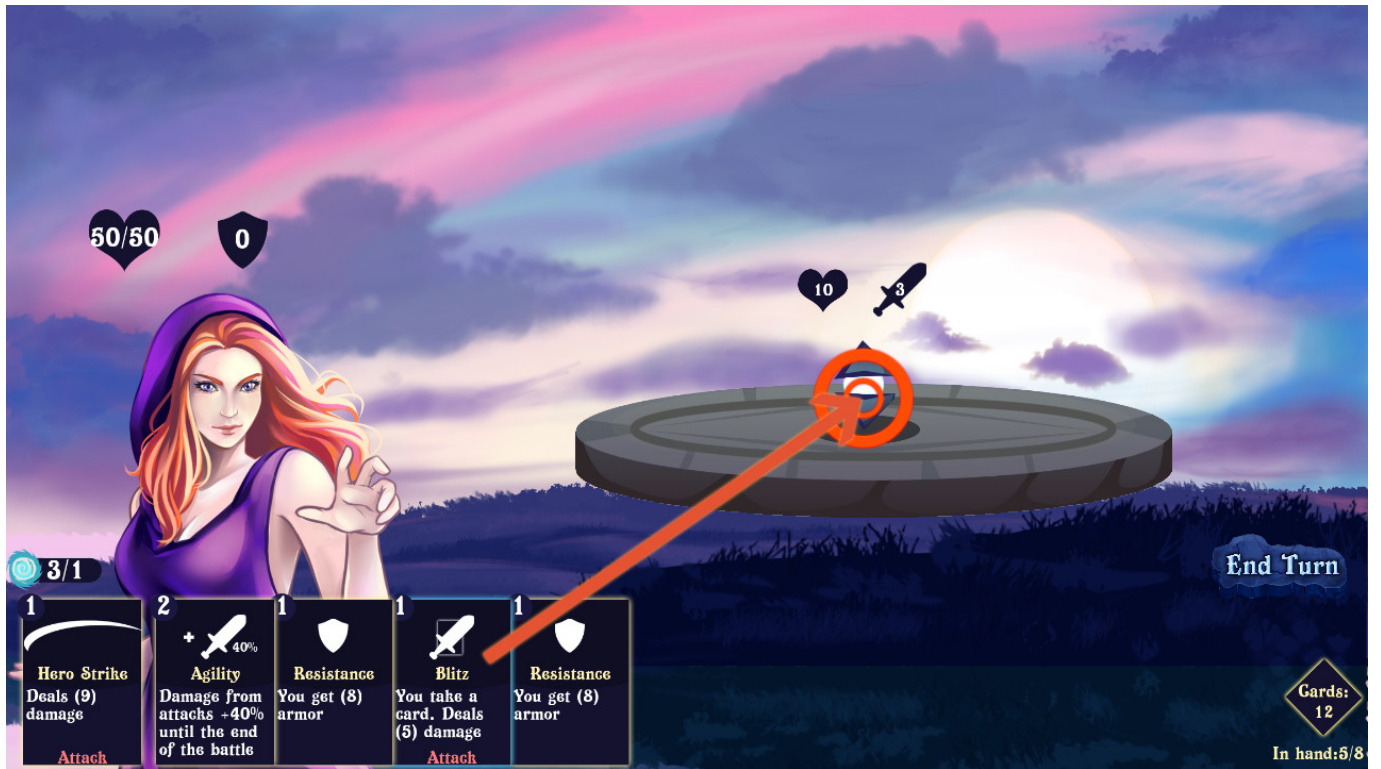 50/50
0
10
3
3/1
End Turn
1
Hero Strike
Deals (9)
damage
Attack
2
+ 40%
Agility
Damage from
attacks +40%
until the end
of the battle
1
Resistance
You get (8)
armor
1
Blitz
You take a
card. Deals
(5) damage
Attack
1
Resistance
You get (8)
armor
Cards:
12
In hand:5/8